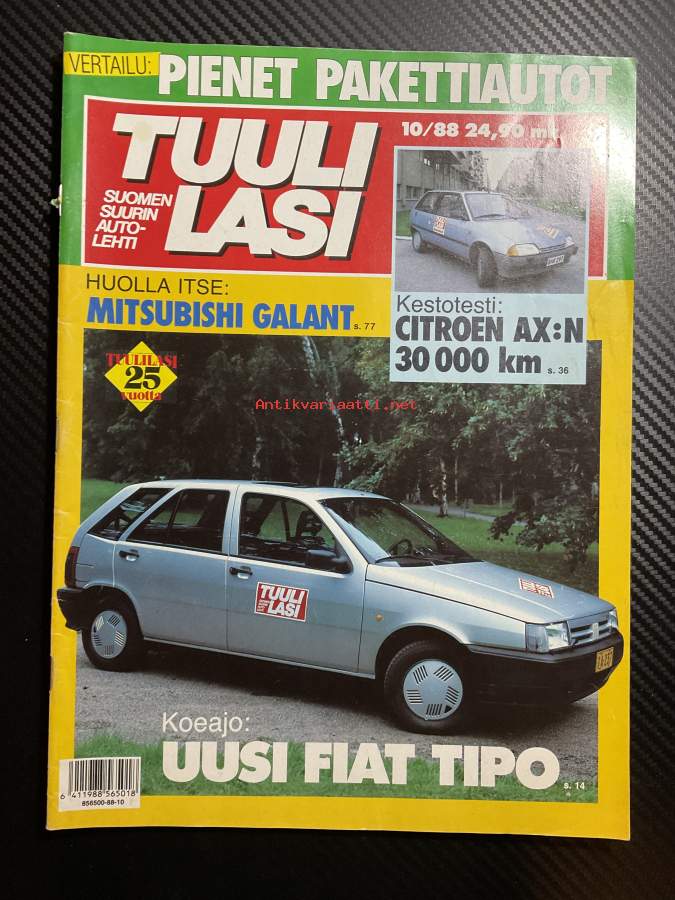 VERTAILU: PIENET PAKETTIAUTOT
10/88 24,90 mk
TUULI
LASI
SUOMEN
SUURIN
AUTO-
LEHTI
HUOLLA ITSE:
MITSUBISHI GALANT s. 77
Kestotesti:
CITROEN AX:N
30 000 km s. 36
TUULILASI
25
vuotta
Antikvariaatti.net
TUULI
LASI
Koeajo:
UUSI FIAT TIPO s. 14
6 411988 565018
856500-88-10